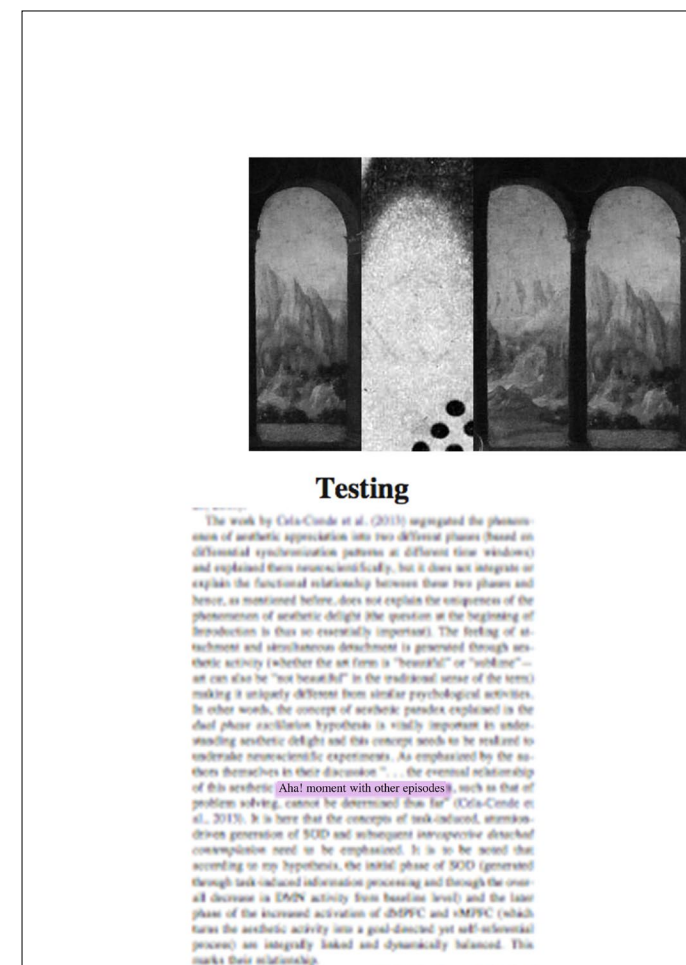 Testing
The work by Cela-Conde et al. (2013) segregated the phenom-
enon of aesthetic appreciation into two different phases (based on
differential synchronization patterns at different time windows)
and explained them neuroscientifically, but it does not integrate or
explain the functional relationship between these two phases and
hence, as mentioned before, does not explain the uniqueness of the
phenomenon of aesthetic delight (the question at the beginning of
Introduction is thus so essentially important). The feeling of at-
tachment and simultaneous detachment is generated through aes-
thetic activity (whether the art form is "beautiful" or "sublime"—
art can also be "not beautiful" in the traditional sense of the term)
making it uniquely different from similar psychological activities.
In other words, the concept of aesthetic paradox explained in the
dual phase oscillation hypothesis is vitally important in under-
standing aesthetic delight and this concept needs to be realized to
undertake neuroscientific experiments. As emphasized by the au-
thors themselves in their discussion ". . . the eventual relationship
of this aesthetic Aha! moment with other episodes, such as that of
problem solving, cannot be determined thus far" (Cela-Conde et
al., 2013). It is here that the concepts of task-induced, attention-
driven generation of SOD and subsequent introspective detached
contemplation need to be emphasized. It is to be noted that
according to my hypothesis, the initial phase of SOD (generated
through task-induced information processing and through the over-
all decrease in DMN activity from baseline level) and the later
phase of the increased activation of dMPFC and vMPFC (which
turns the aesthetic activity into a goal-directed yet self-referential
process) are integrally linked and dynamically balanced. This
marks their relationship.